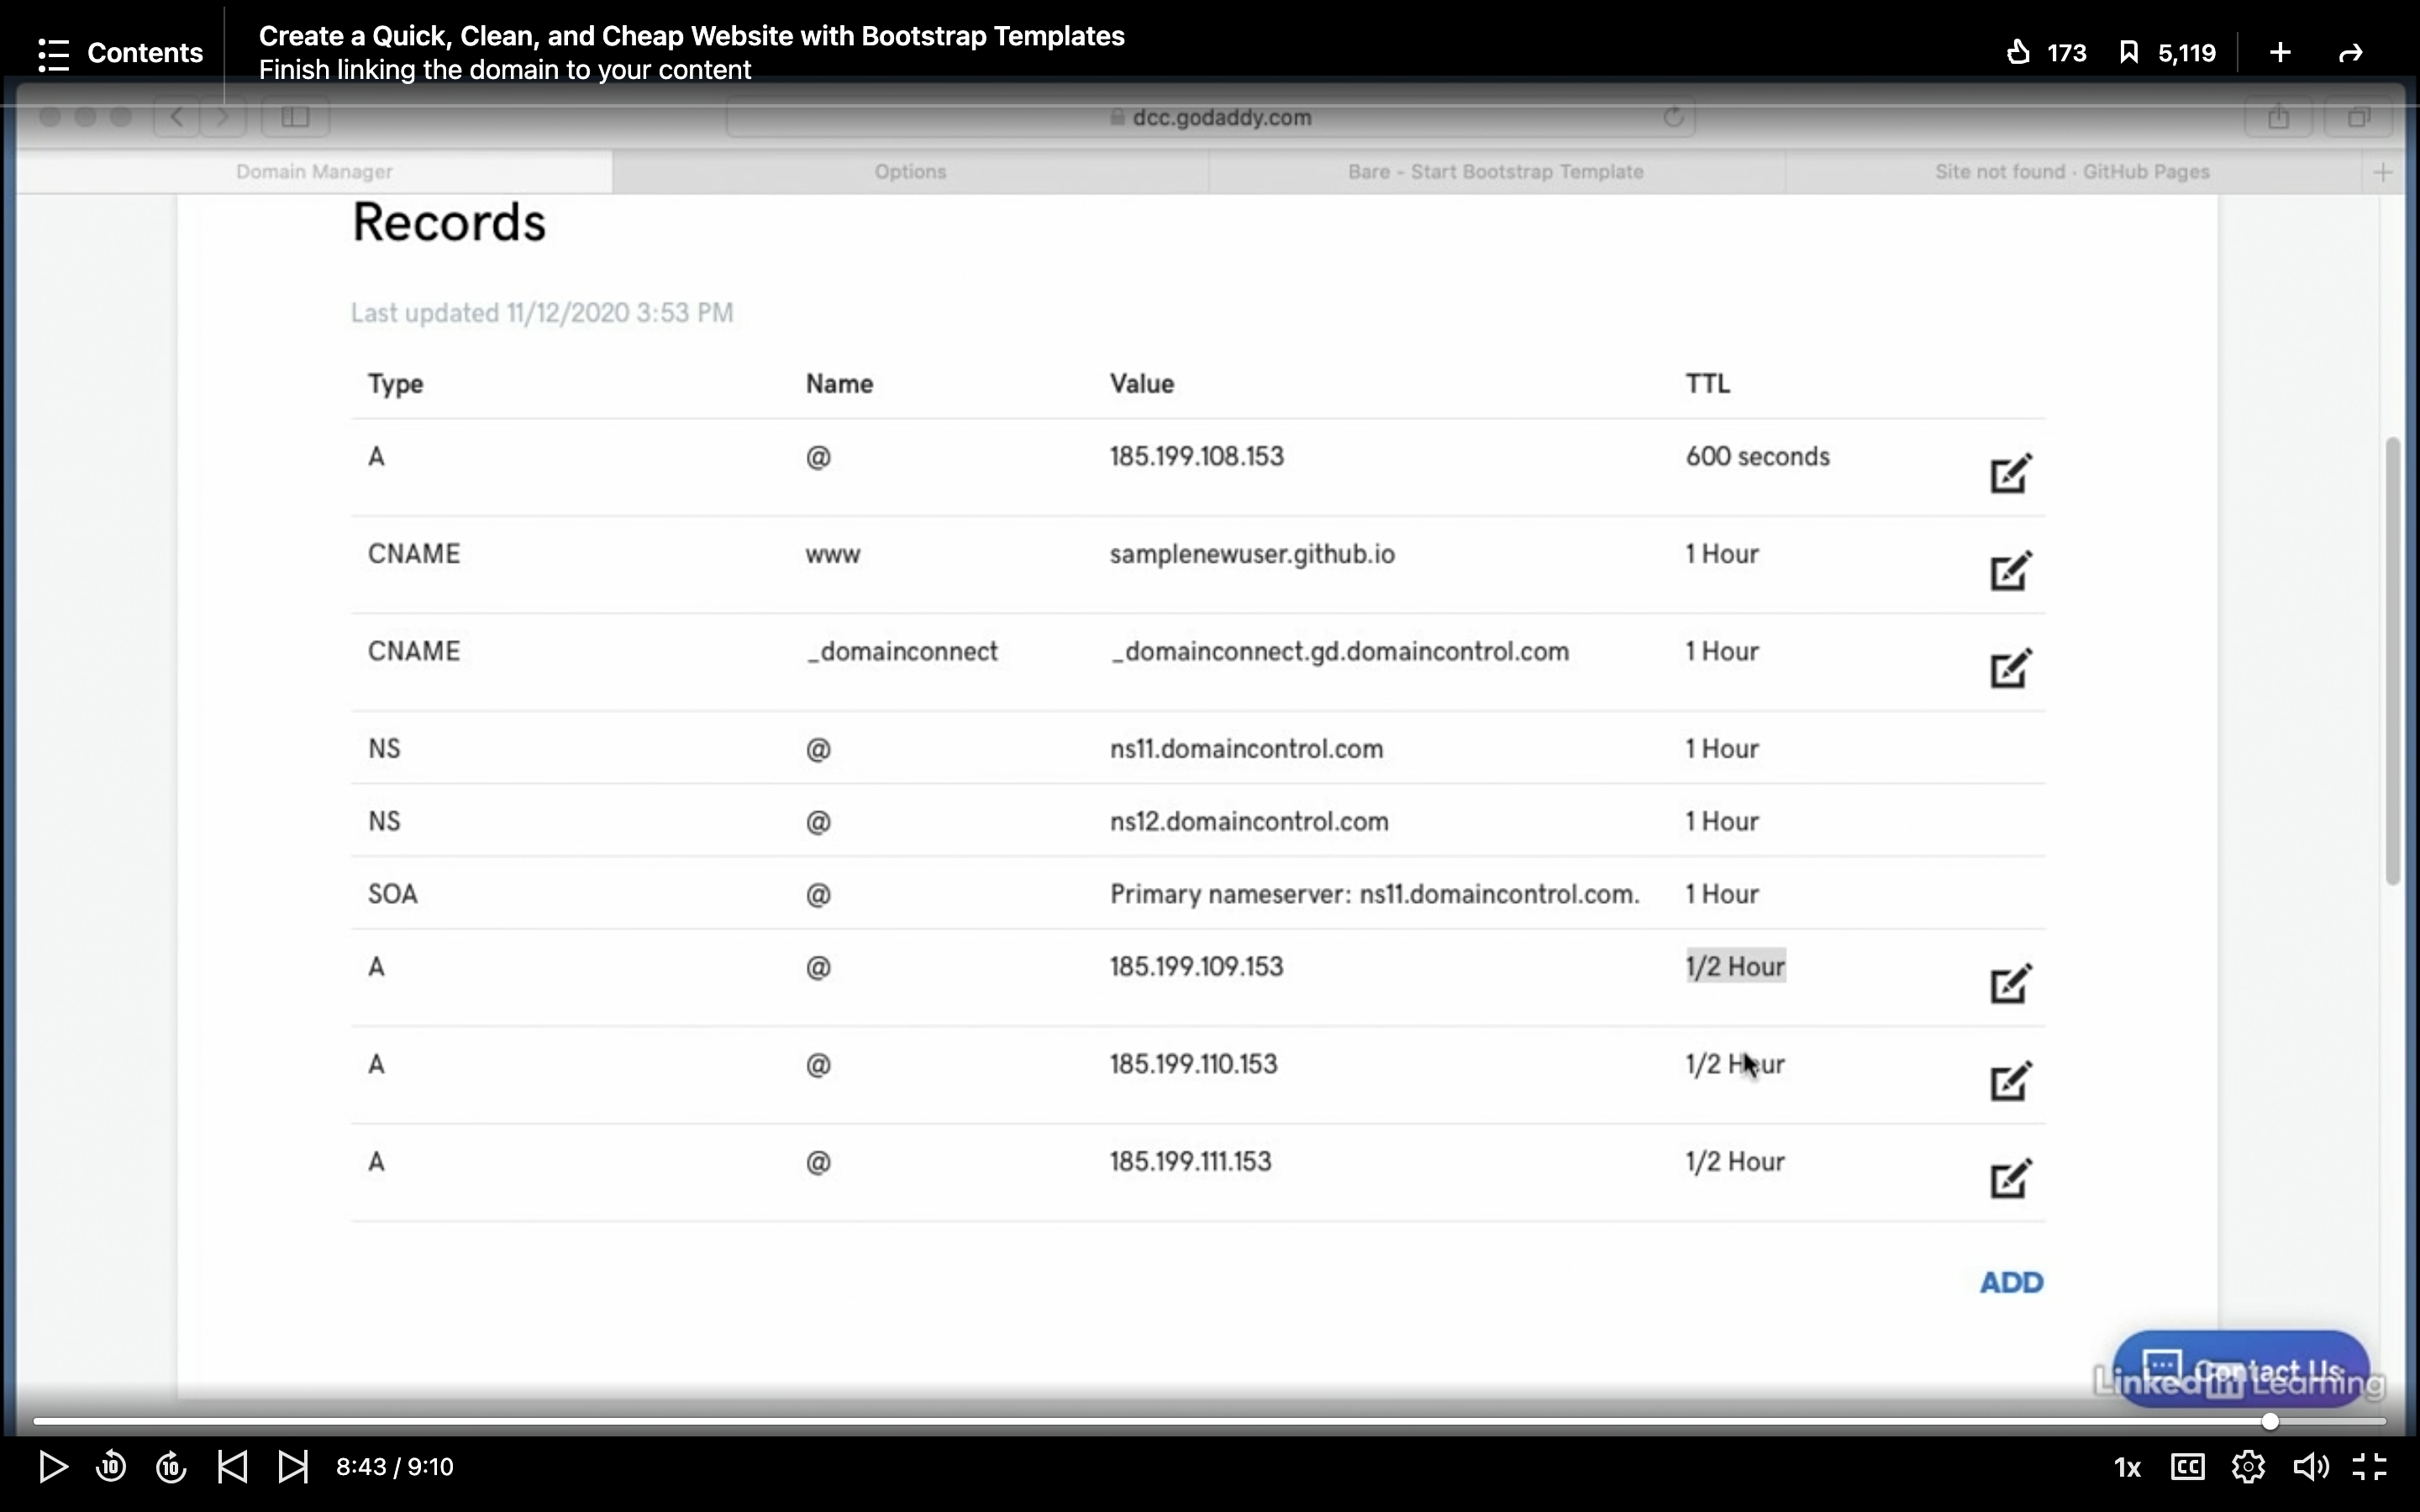 Contents
Create a Quick, Clean, and Cheap Website with Bootstrap Templates
Finish linking the domain to your content
173
5,119
dcc.godaddy.com
Domain Manager
Options
Bare - Start Bootstrap Template
Site not found · GitHub Pages
Records
Last updated 11/12/2020 3:53 PM
Type Name Value TTL
A @ 185.199.108.153 600 seconds
CNAME www samplenewuser.github.io 1 Hour
CNAME _domainconnect _domainconnect.gd.domaincontrol.com 1 Hour
NS @ ns11.domaincontrol.com 1 Hour
NS @ ns12.domaincontrol.com 1 Hour
SOA @ Primary nameserver: ns11.domaincontrol.com. 1 Hour
A @ 185.199.109.153 1/2 Hour
A @ 185.199.110.153 1/2 Hour
A @ 185.199.111.153 1/2 Hour
ADD
Contact Us
Linked in Learning
10
10
8:43 / 9:10
1x
CC